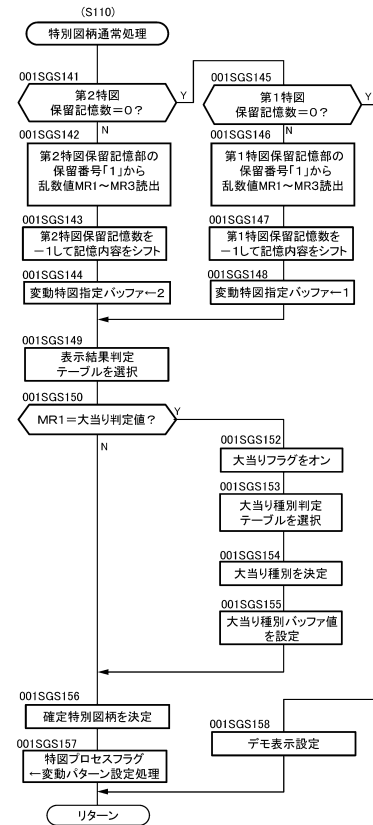 (S110)
特別図柄通常処理
001SGS141
第2特図
保留記憶数=0?
Y
N
001SGS145
第1特図
保留記憶数=0?
Y
N
001SGS142
第2特図保留記憶部の
保留番号「1」から
乱数値MR1~MR3読出
001SGS146
第1特図保留記憶部の
保留番号「1」から
乱数値MR1~MR3読出
001SGS143
第2特図保留記憶数を
-1して記憶内容をシフト
001SGS147
第1特図保留記憶数を
-1して記憶内容をシフト
001SGS144
変動特図指定バッファ←2
001SGS148
変動特図指定バッファ←1
001SGS149
表示結果判定
テーブルを選択
001SGS150
MR1=大当り判定値?
Y
N
001SGS152
大当りフラグをオン
001SGS153
大当り種別判定
テーブルを選択
001SGS154
大当り種別を決定
001SGS155
大当り種別バッファ値
を設定
001SGS156
確定特別図柄を決定
001SGS157
特図プロセスフラグ
←変動パターン設定処理
001SGS158
デモ表示設定
リターン